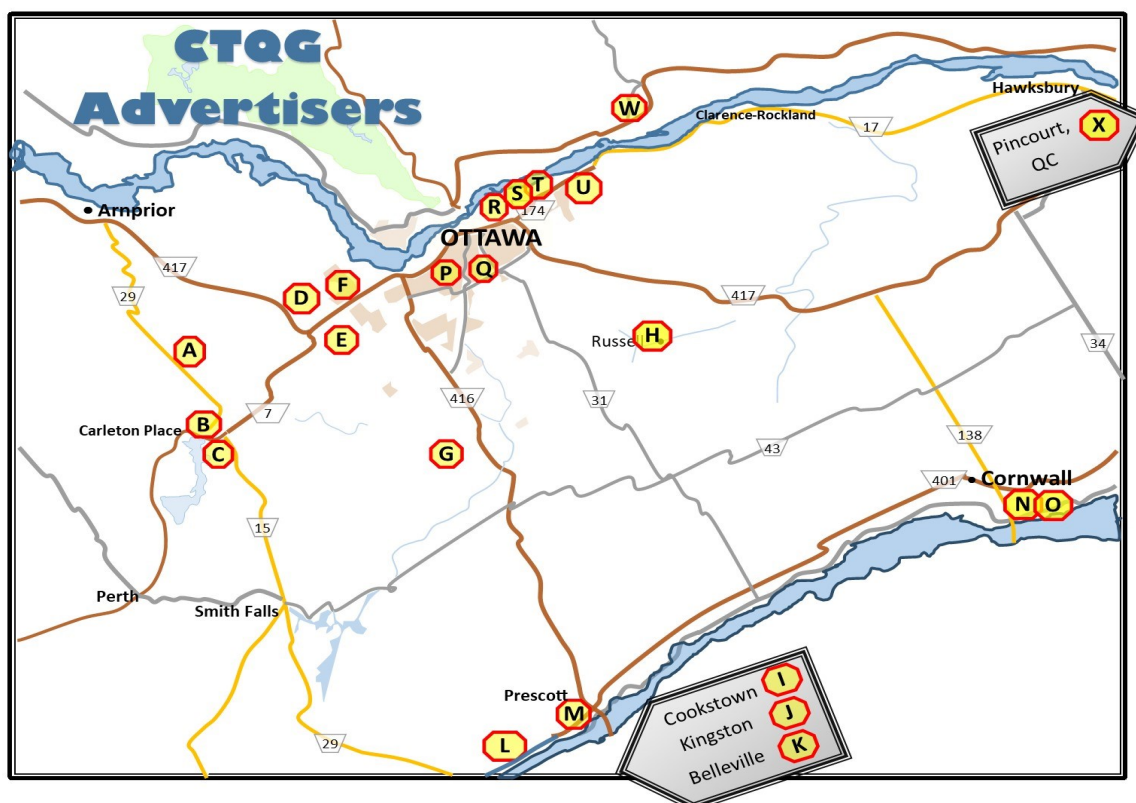 CTQG
Advertisers
W
Hawksbury
Clarence-Rockland
17
Pincourt, X
QC
Arnprior
R
S
T
U
174
OTTAWA
417
29
D
F
P
Q
417
A
E
Russell
H
34
7
416
31
Carleton Place
B
C
G
43
138
401
Cornwall
N
O
15
Perth
Smith Falls
Prescott
M
L
29
Cookstown I
Kingston J
Belleville K